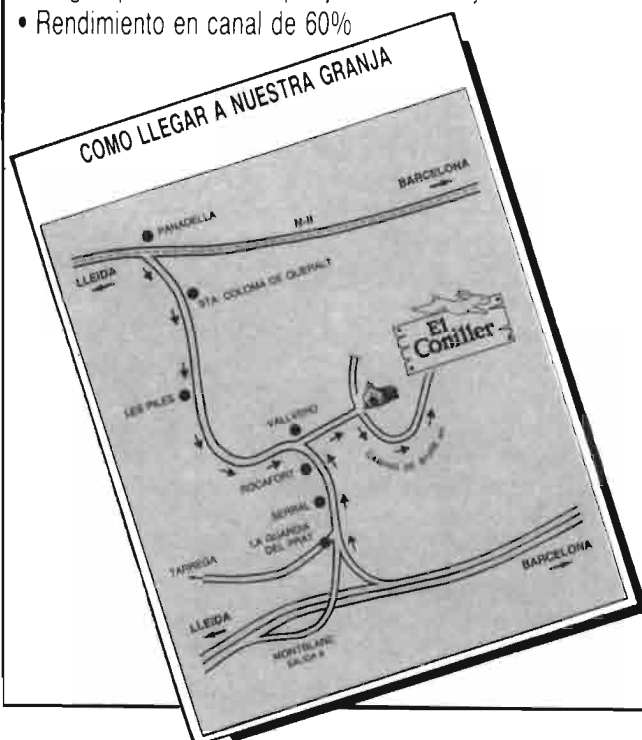 • Rendimiento en canal de 60%
COMO LLEGAR A NUESTRA GRANJA
BARCELONA
PANADELLA
N-II
LLEIDA
STA. COLOMA DE QUERALT
El
Coniller
LES PILES
VALLVERD
ROCAFORT
SERRAL
LA GUARDIA
DEL PRAT
TARREGA
BARCELONA
LLEIDA
MONTBLANC